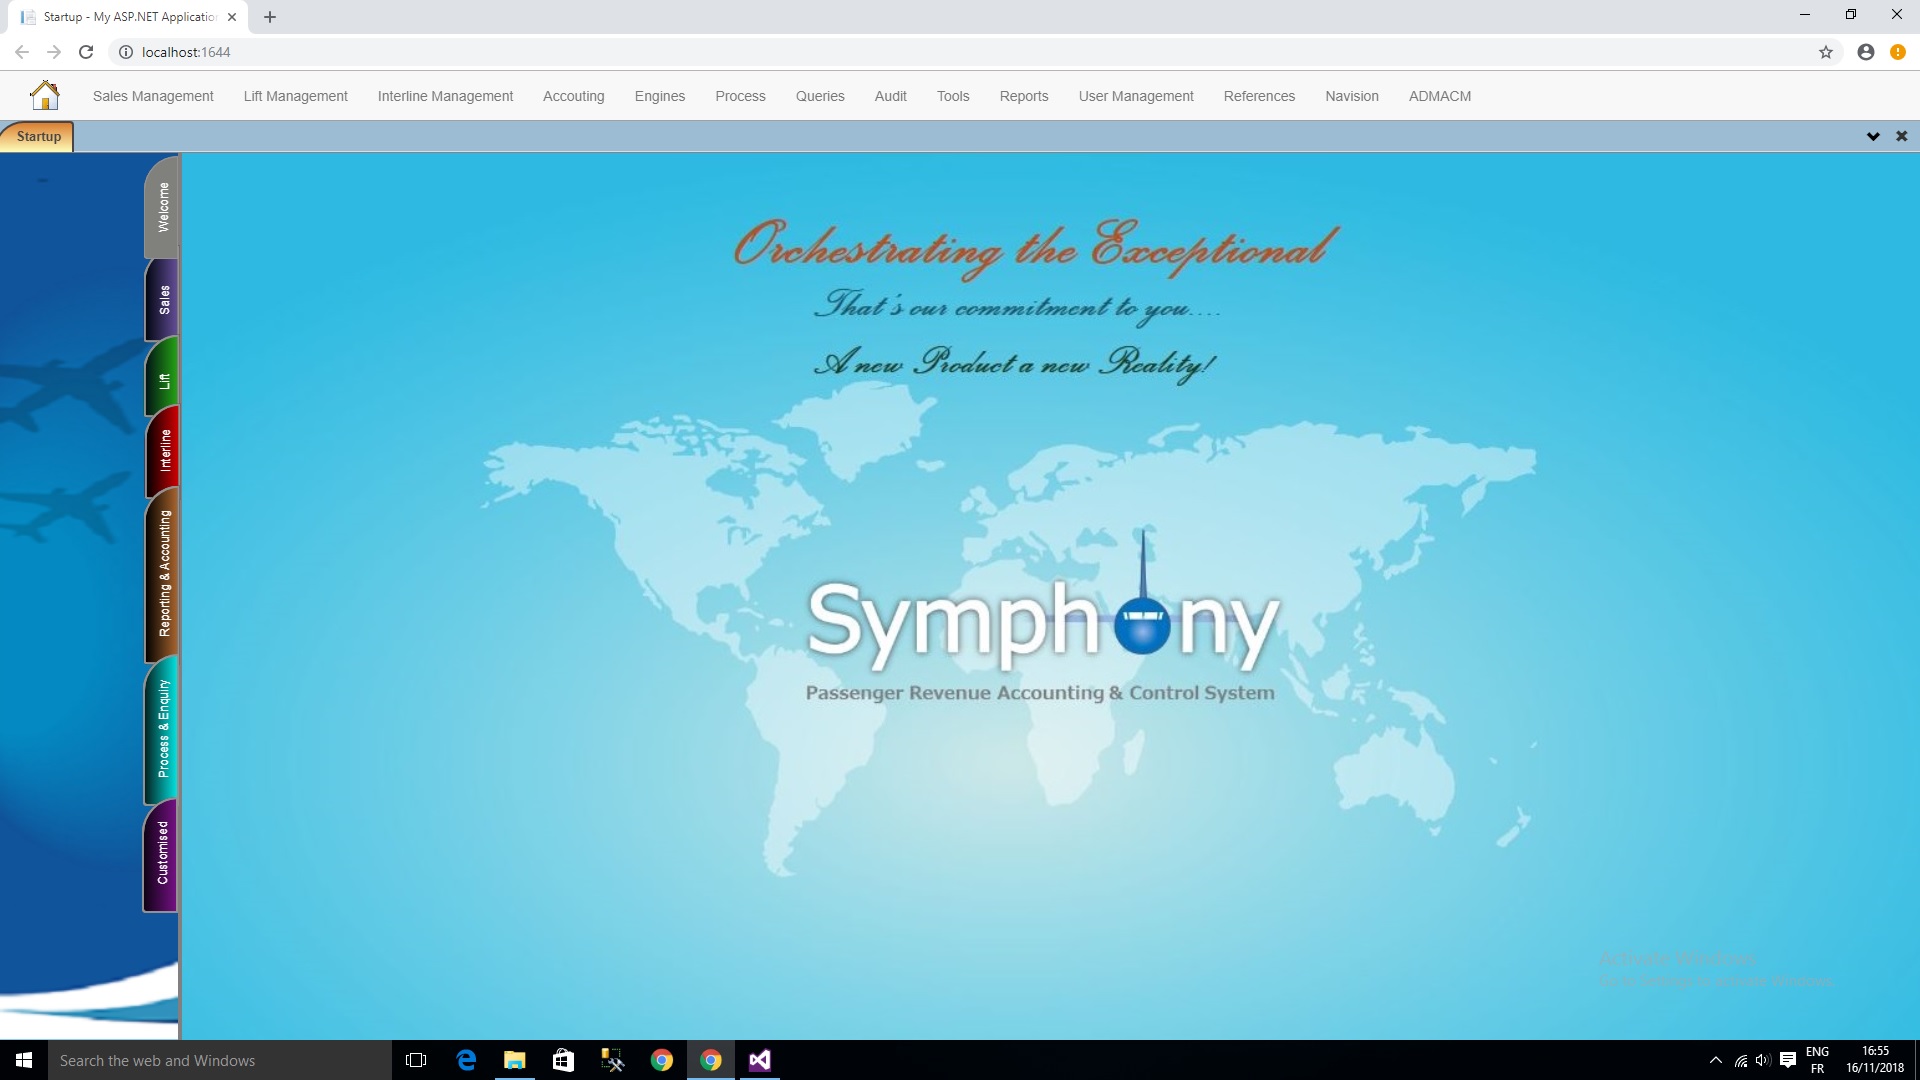 Startup - My ASP.NET Application
localhost:1644
Sales Management Lift Management Interline Management Accouting Engines Process Queries Audit Tools Reports User Management References Navision ADMACM
Startup
Welcome
Sales
Lift
Interline
Reporting & Accounting
Process & Enquiry
Customised
Orchestrating the Exceptional
That's our commitment to you....
A new Product a new Reality!
Symphony
Passenger Revenue Accounting & Control System
Activate Windows
Go to Settings to activate Windows.
Search the web and Windows
ENG
FR
16:55
16/11/2018